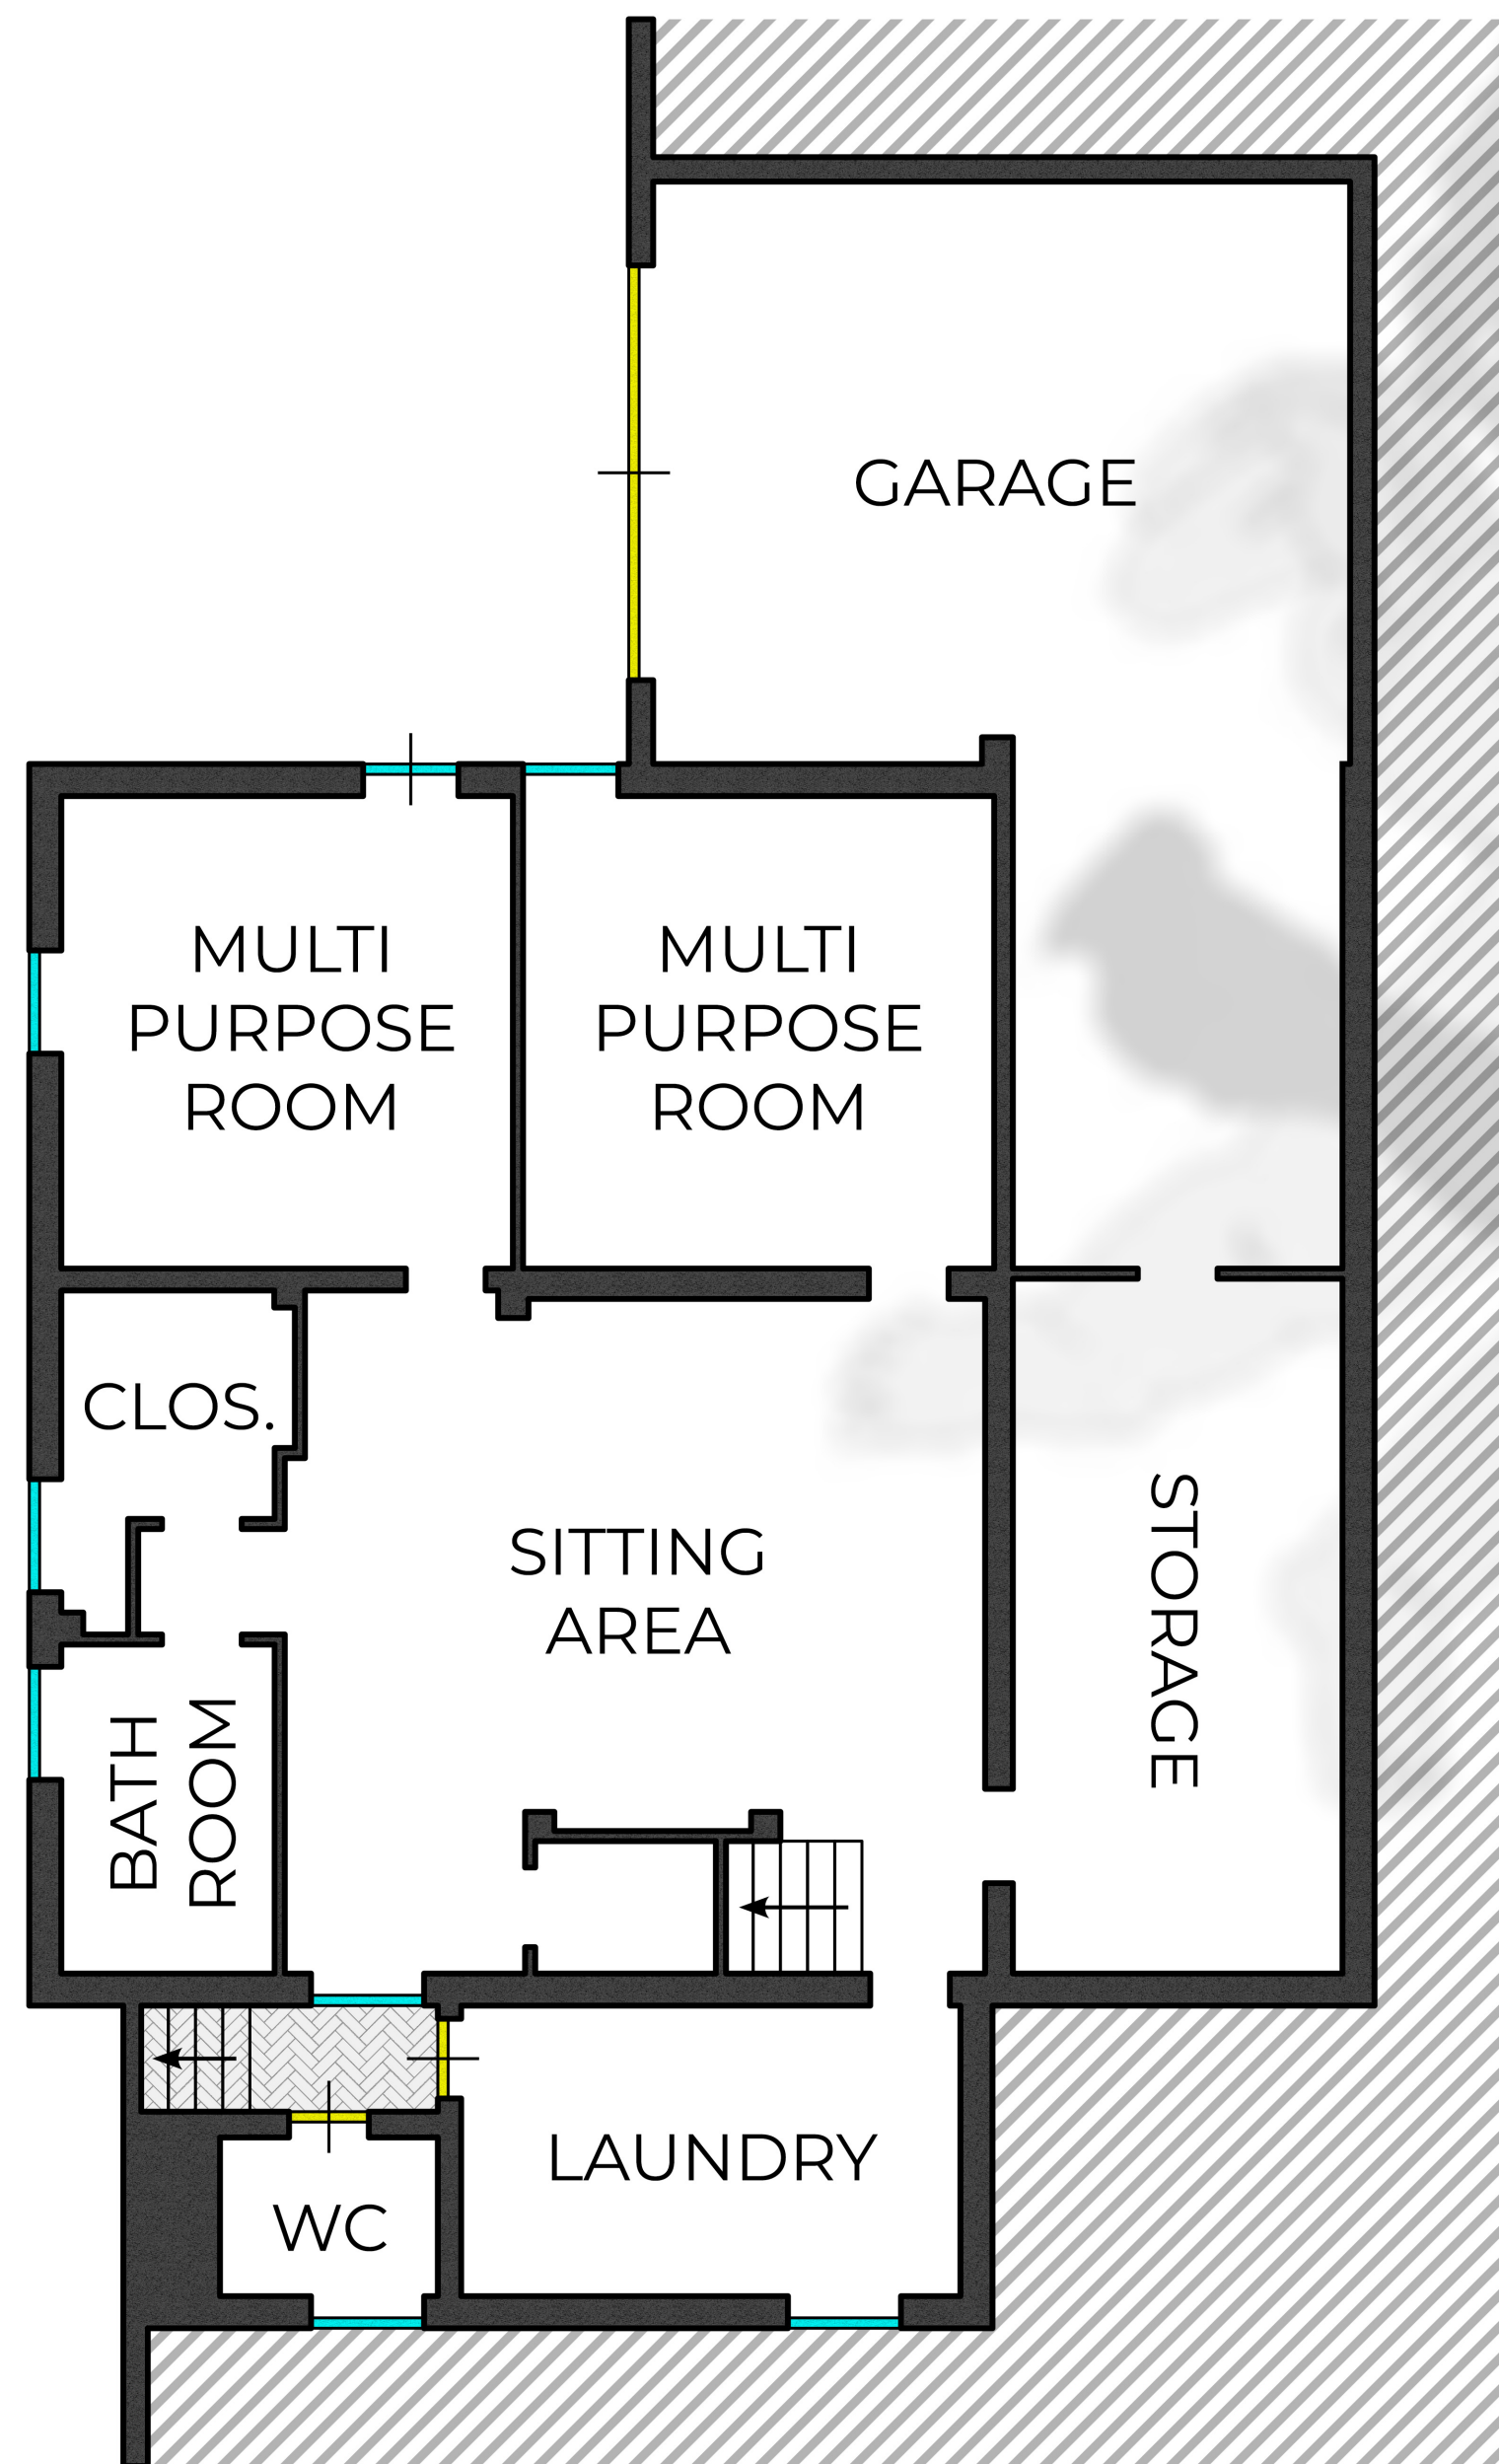 GARAGE
MULTI
PURPOSE
ROOM
MULTI
PURPOSE
ROOM
CLOS.
SITTING
AREA
STORAGE
BATH
ROOM
LAUNDRY
WC